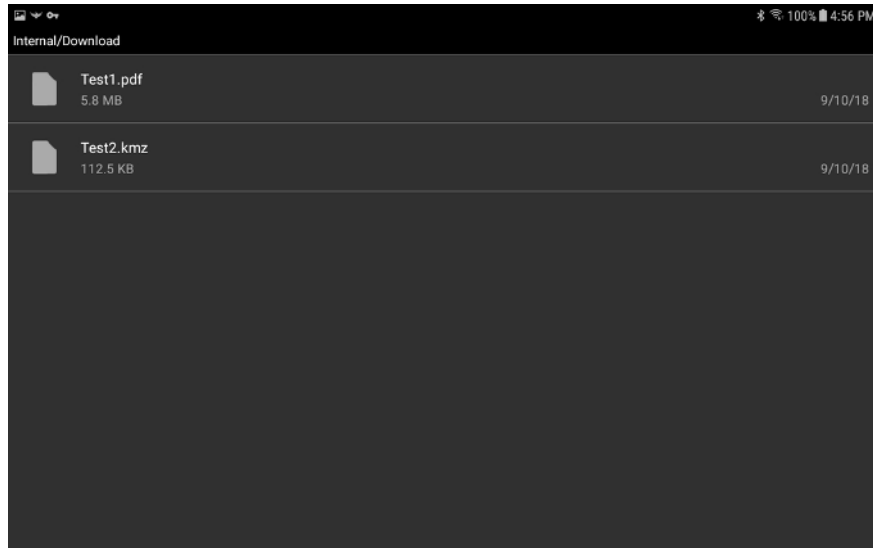 100% 4:56 PM
Internal/Download
Test1.pdf
5.8 MB
9/10/18
Test2.kmz
112.5 KB
9/10/18